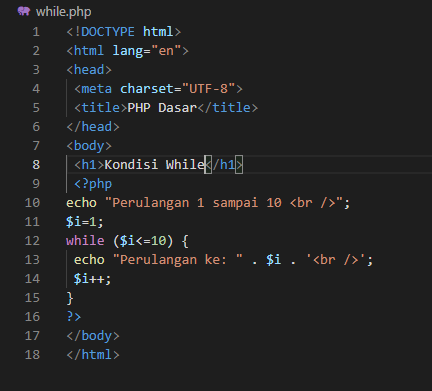 while.php
1 <!DOCTYPE html>
2 <html lang="en">
3 <head>
4 <meta charset="UTF-8">
5 <title>PHP Dasar</title>
6 </head>
7 <body>
8 <h1>Kondisi While</h1>
9 <?php
10 echo "Perulangan 1 sampai 10 <br />";
11 $i=1;
12 while ($i<=10) {
13 echo "Perulangan ke: " . $i . '<br />';
14 $i++;
15 }
16 ?>
17 </body>
18 </html>